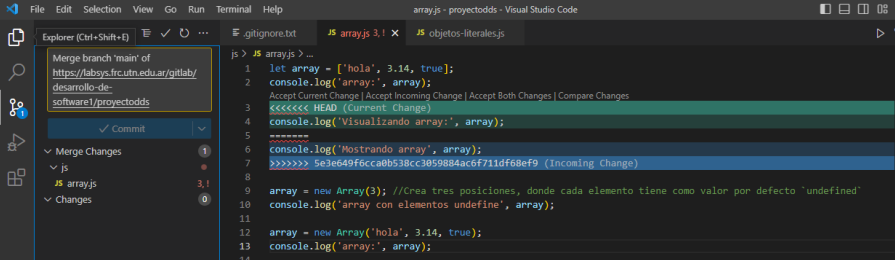 File Edit Selection View Go Run Terminal Help array.js - proyectodds - Visual Studio Code
Explorer (Ctrl+Shift+E)
.gitignore.txt
array.js 3, !
objetos-literales.js
Merge branch 'main' of
https://labsys.frc.utn.edu.ar/gitlab/
desarrollo-de-
software1/proyectodds
Commit
Merge Changes 1
js
JS array.js 3, !
Changes 0
1
js > JS array.js > ...
1 let array = ['hola', 3.14, true];
2 console.log('array:', array);
Accept Current Change | Accept Incoming Change | Accept Both Changes | Compare Changes
3 <<<<<<< HEAD (Current Change)
4 console.log('Visualizando array:', array);
5 =======
6 console.log('Mostrando array', array);
7 >>>>>>> 5e3e649f6cca0b538cc3059884ac6f711df68ef9 (Incoming Change)
8
9 array = new Array(3); //Crea tres posiciones, donde cada elemento tiene como valor por defecto `undefined`
10 console.log('array con elementos undefine', array);
11
12 array = new Array('hola', 3.14, true);
13 console.log('array:', array);